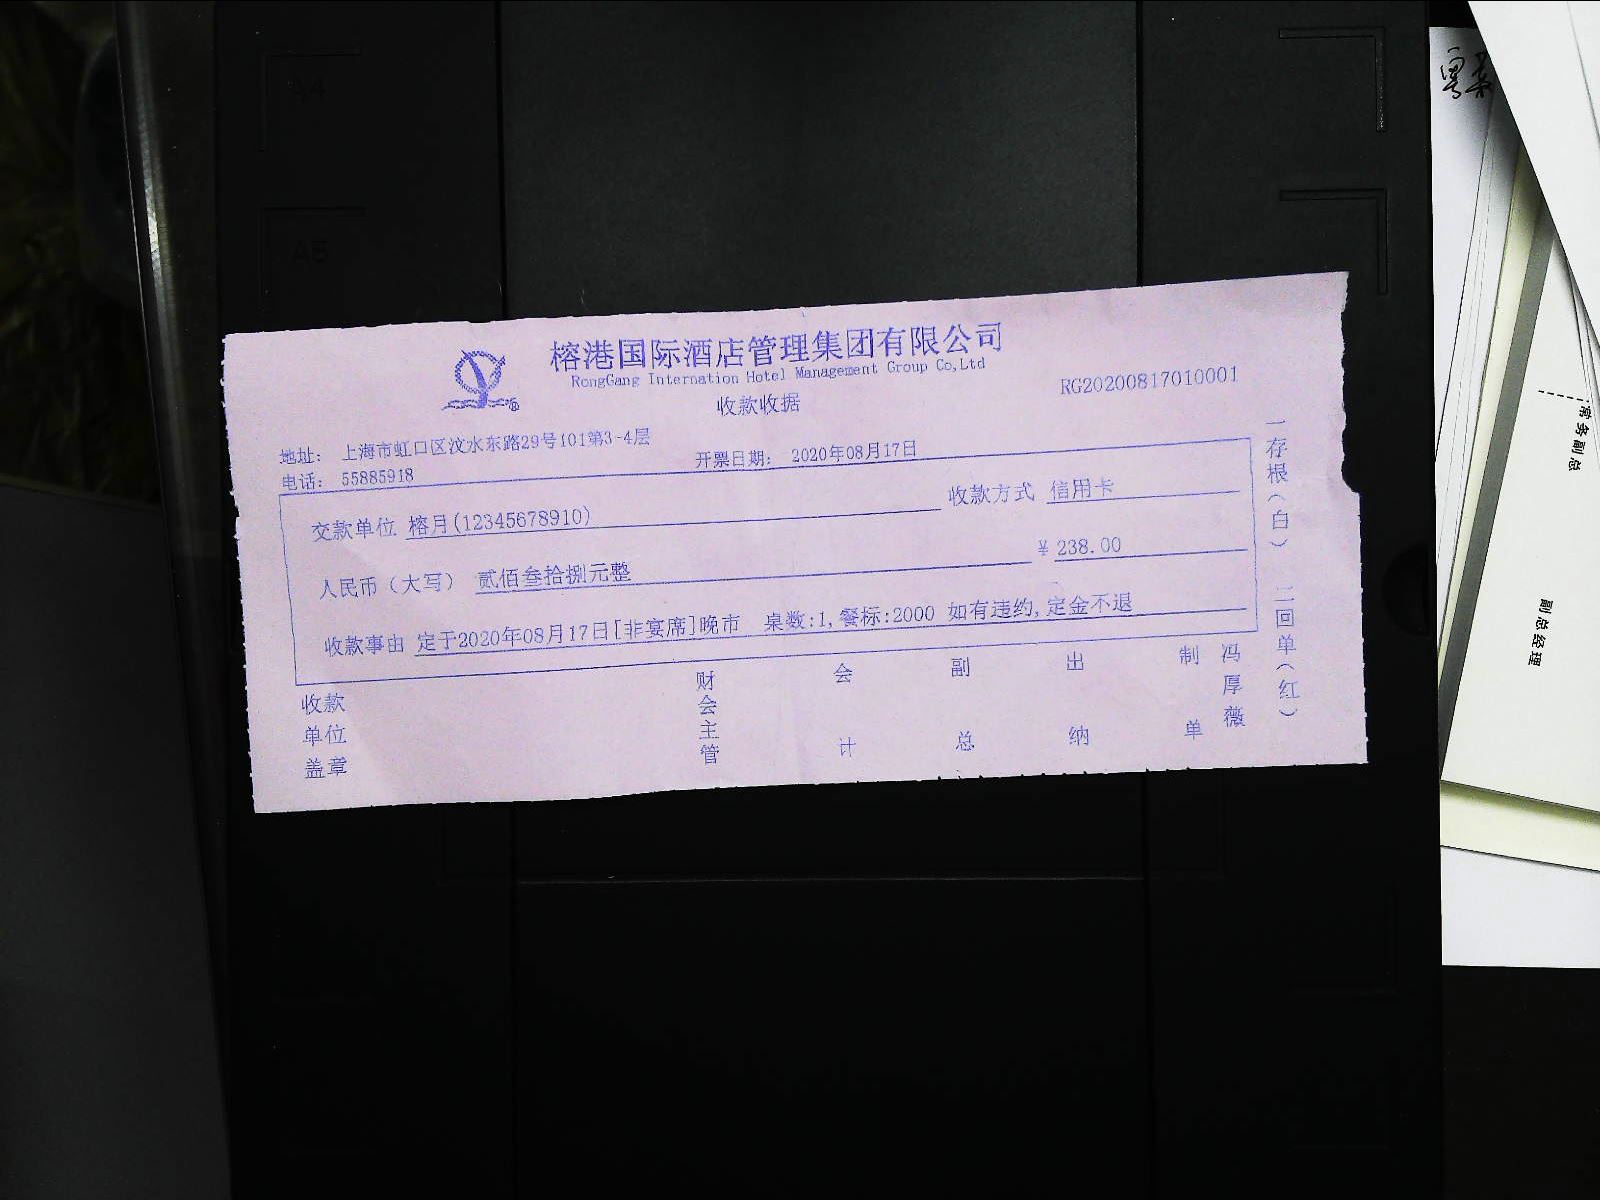 榕港国际酒店管理集团有限公司
RongGang Internation Hotel Management Group Co,Ltd
收款收据
RG20200817010001
地址： 上海市虹口区汶水东路29号101第3-4层
电话： 55885918
开票日期： 2020年08月17日
交款单位 榕月(12345678910)
收款方式 信用卡
人民币（大写） 贰佰叁拾捌元整
￥ 238.00
收款事由 定于2020年08月17日[非宴席]晚市 桌数:1,餐标:2000 如有违约,定金不退
收款单位盖章
财会主管
会计
副总
出纳
制单
冯厚薇
一存根（白） 二回单（红）
A4
A5
粤菜
常务副总
副总经理